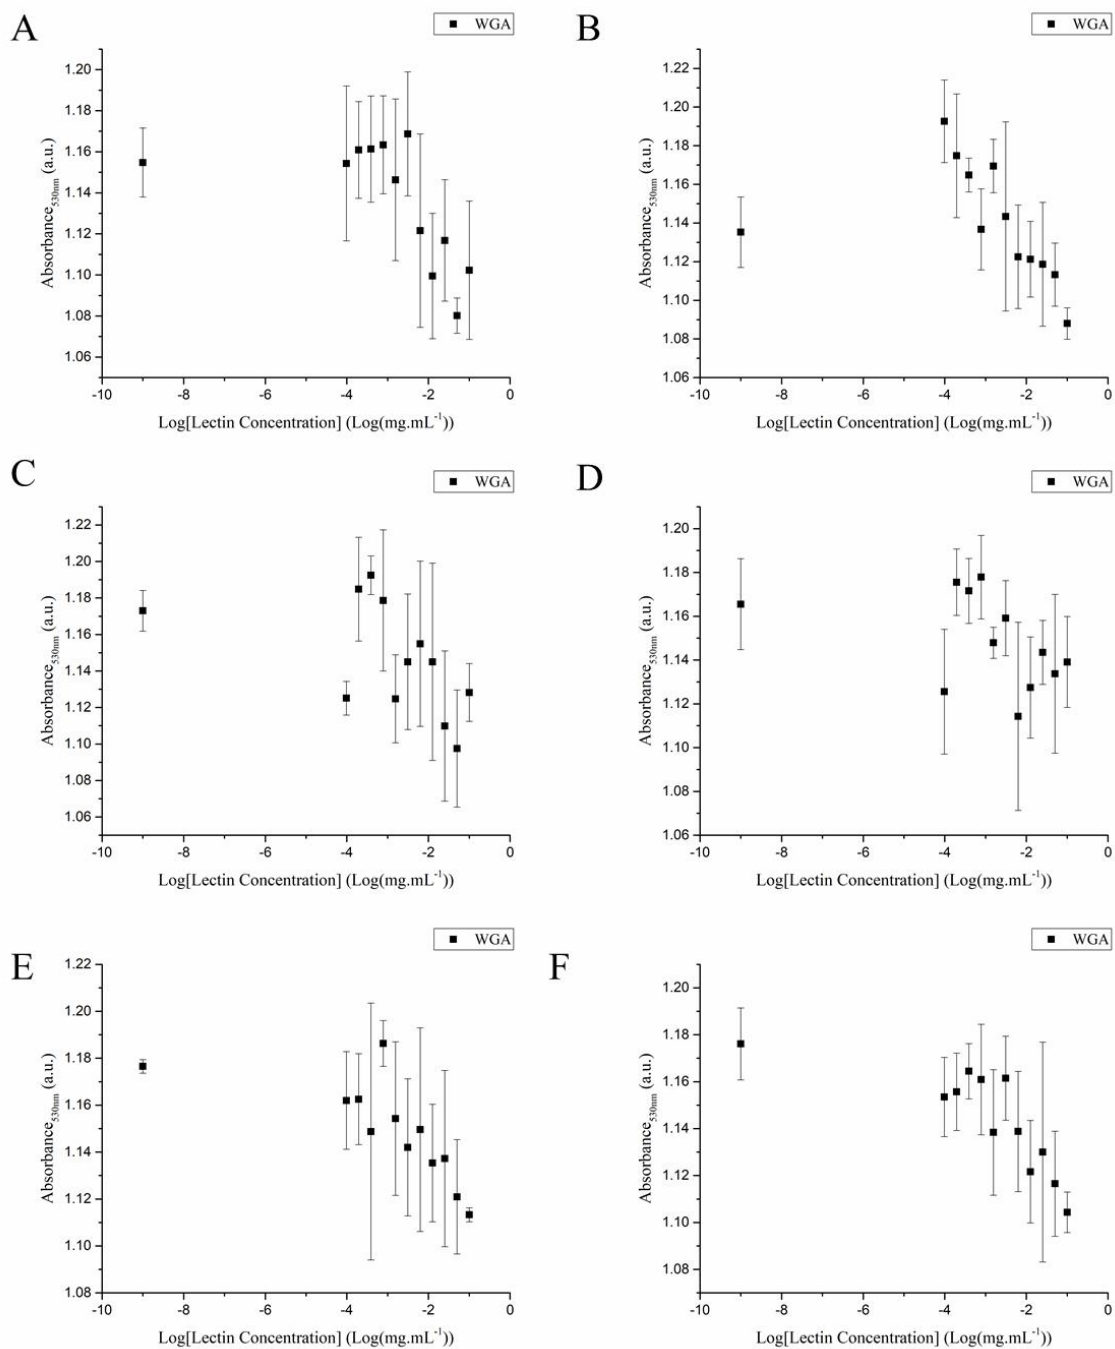 A
WGA
1.20
1.18
1.16
1.14
1.12
1.10
1.08
1.06
Absorbance530nm (a.u.)
-10 -8 -6 -4 -2 0
Log[Lectin Concentration] (Log(mg.mL-1))
B
WGA
1.22
1.20
1.18
1.16
1.14
1.12
1.10
1.08
1.06
Absorbance530nm (a.u.)
-10 -8 -6 -4 -2 0
Log[Lectin Concentration] (Log(mg.mL-1))
C
WGA
1.22
1.20
1.18
1.16
1.14
1.12
1.10
1.08
1.06
Absorbance530nm (a.u.)
-10 -8 -6 -4 -2 0
Log[Lectin Concentration] (Log(mg.mL-1))
D
WGA
1.20
1.18
1.16
1.14
1.12
1.10
1.08
1.06
Absorbance530nm (a.u.)
-10 -8 -6 -4 -2 0
Log[Lectin Concentration] (Log(mg.mL-1))
E
WGA
1.22
1.20
1.18
1.16
1.14
1.12
1.10
1.08
Absorbance530nm (a.u.)
-10 -8 -6 -4 -2 0
Log[Lectin Concentration] (Log(mg.mL-1))
F
WGA
1.20
1.18
1.16
1.14
1.12
1.10
1.08
Absorbance530nm (a.u.)
-10 -8 -6 -4 -2 0
Log[Lectin Concentration] (Log(mg.mL-1))